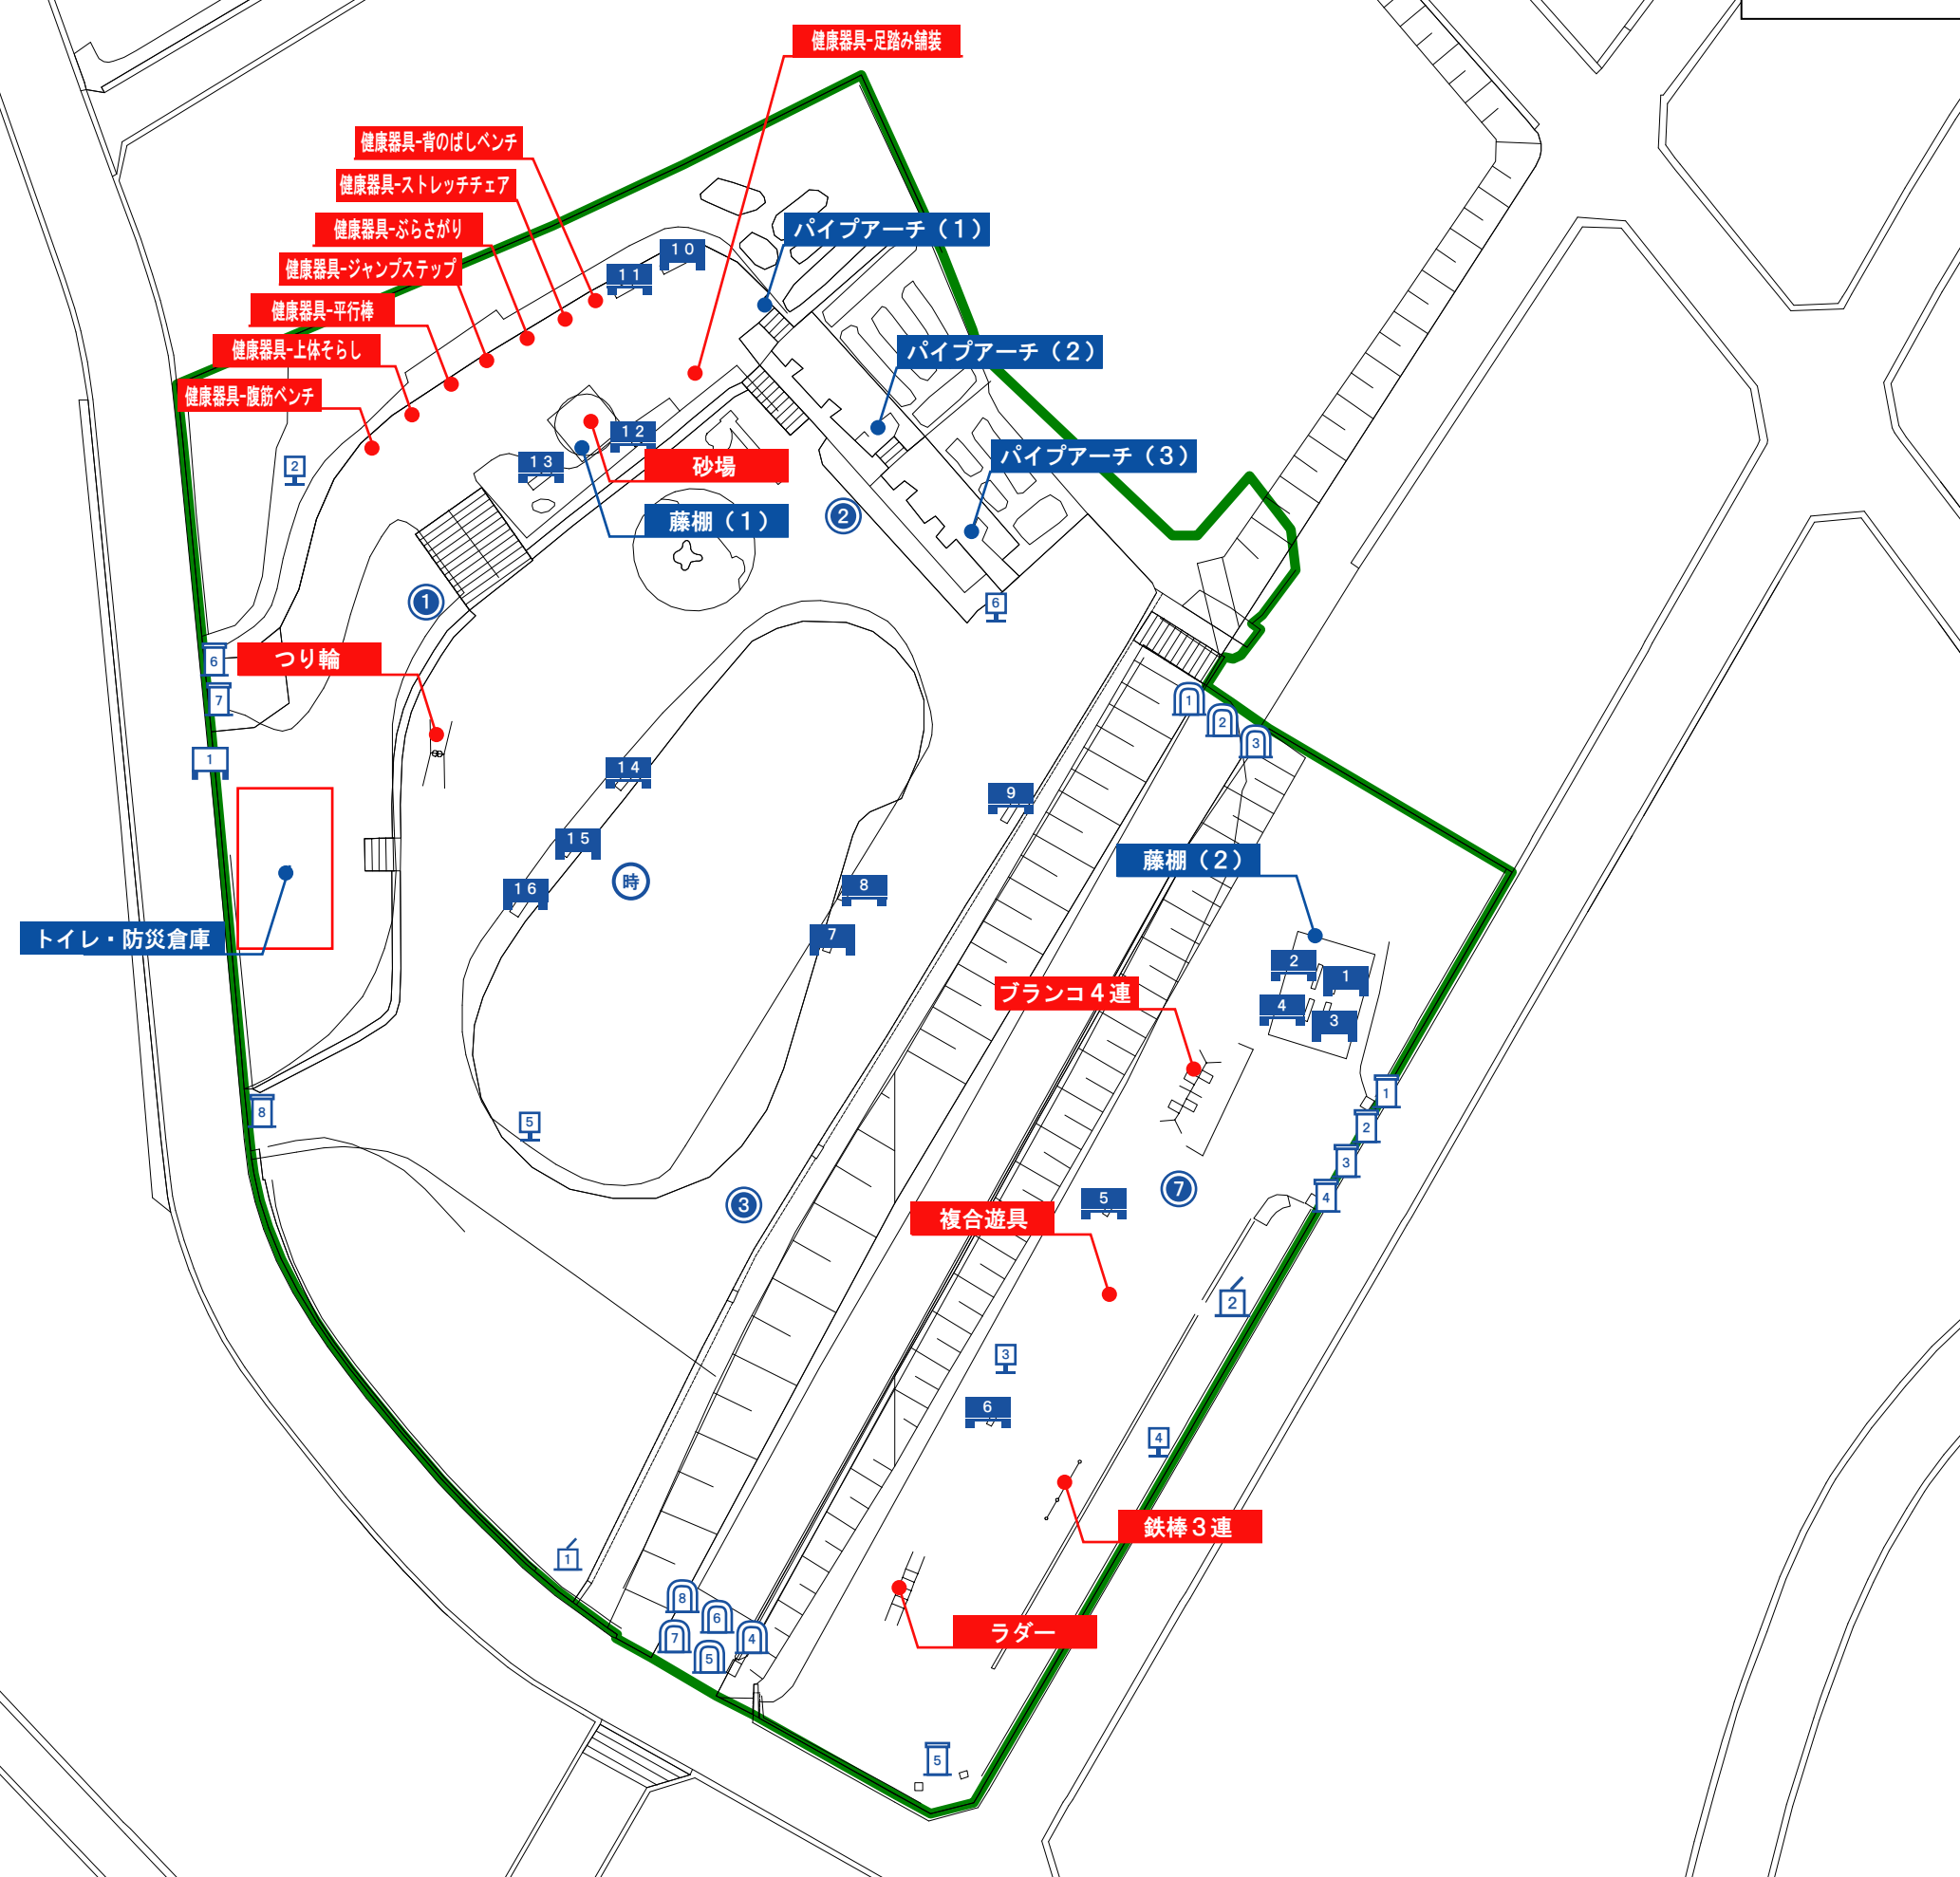 健康器具-足踏み舗装
健康器具-背のばしベンチ
健康器具-ストレッチチェア
健康器具-ぶらさがり
パイプアーチ（１）
10
健康器具-ジャンプステップ
11
健康器具-平行棒
健康器具-上体そらし
パイプアーチ（２）
健康器具-腹筋ベンチ
12
パイプアーチ（３）
13
砂場
2
藤棚（１）
2
1
6
つり輪
6
7
1
2
3
1
14
9
15
藤棚（２）
時
16
8
7
トイレ・防災倉庫
2
1
ブランコ４連
4
3
1
8
5
2
3
7
4
5
3
複合遊具
2
3
6
4
鉄棒３連
1
8
6
ラダー
7
4
5
5